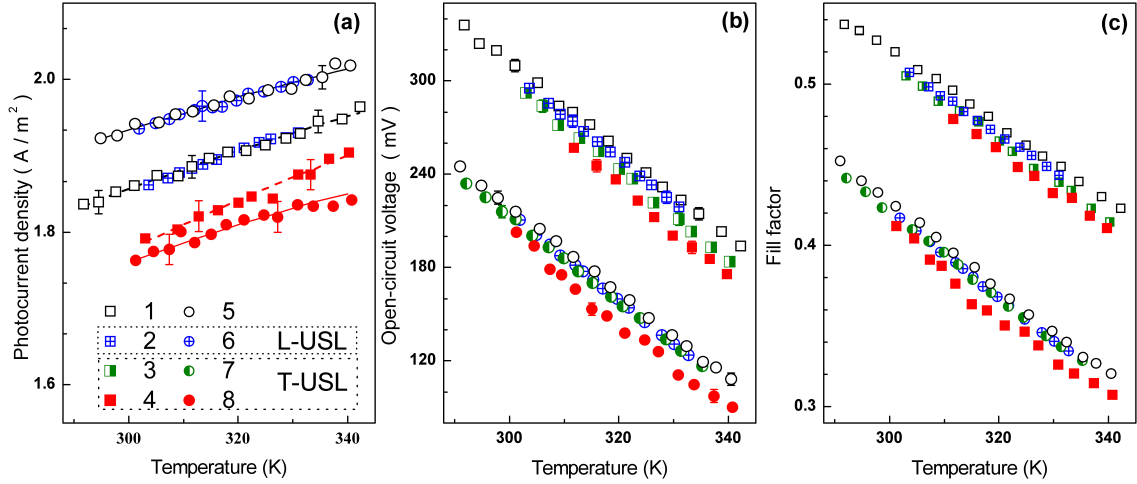 (a)
(b)
(c)
Photocurrent density ( A / m²)
2.0
1.8
1.6
300
320
340
Temperature (K)
1
5
2
6
L-USL
3
7
T-USL
4
8
Open-circuit voltage ( mV)
300
240
180
120
300
320
340
Temperature (K)
Fill factor
0.5
0.4
0.3
300
320
340
Temperature (K)